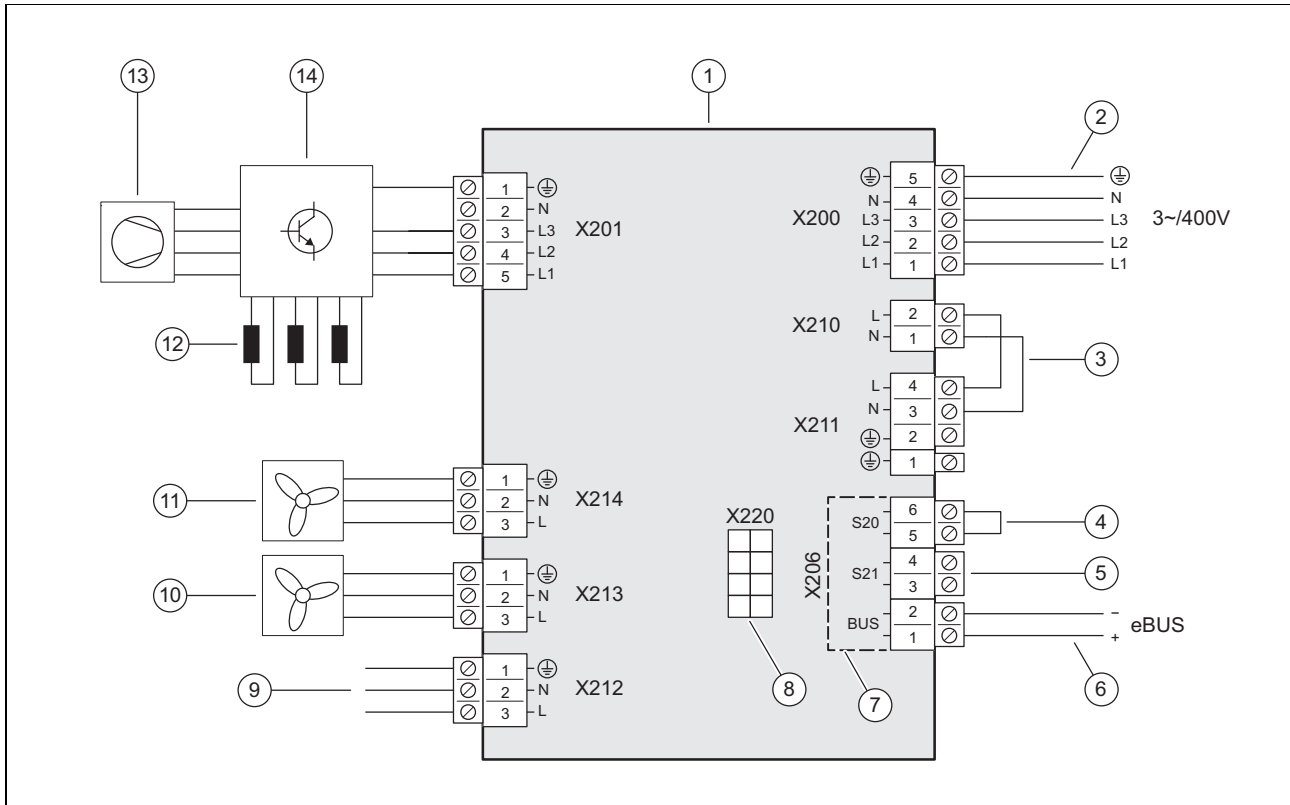 13
14
1
2
1
2 N
3 L3
4 L2
5 L1
X201
X200
5
N 4
L3 3
L2 2
L1 1
N
L3
L2
L1
3~/400V
12
X210
L 2
N 1
3
X211
L 4
N 3
2
1
11
1
2 N
3 L
X214
10
1
2 N
3 L
X213
9
1
2 N
3 L
X212
X220
8
X206
S20
6
5
4
S21
4
3
5
BUS
2
1
−
+
eBUS
7
6